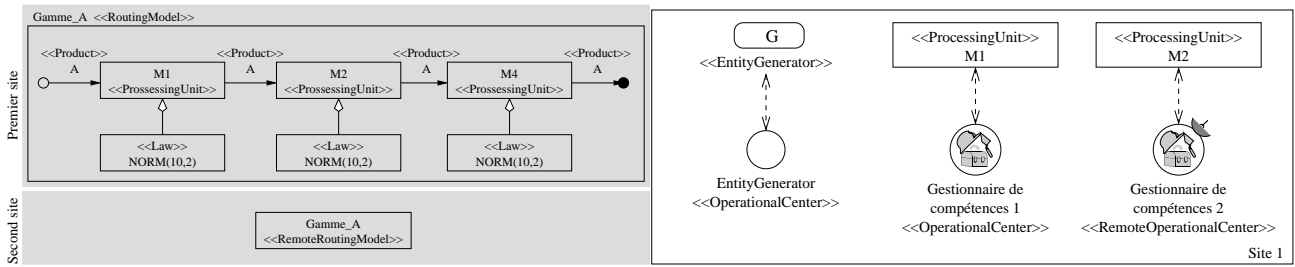 Gamme_A <<RoutingModel>>
Premier site
<<Product>> <<Product>> <<Product>> <<Product>>
A A A A
M1 M2 M4
<<ProssessingUnit>> <<ProssessingUnit>> <<ProssessingUnit>>
<<Law>> <<Law>> <<Law>>
NORM(10,2) NORM(10,2) NORM(10,2)
Second site
Gamme_A
<<RemoteRoutingModel>>
G
<<EntityGenerator>>
<<ProcessingUnit>>
M1
<<ProcessingUnit>>
M2
EntityGenerator
<<OperationalCenter>>
Gestionnaire de
compétences 1
<<OperationalCenter>>
Gestionnaire de
compétences 2
<<RemoteOperationalCenter>>
Site 1